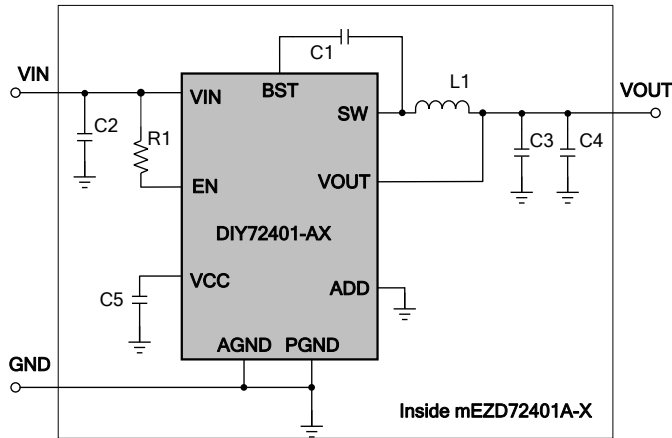 C1
VIN
VIN
BST
L1
VOUT
SW
C2
R1
C3
C4
EN
VOUT
DIY72401-AX
VCC
ADD
C5
AGND
PGND
GND
Inside mEZD72401A-X